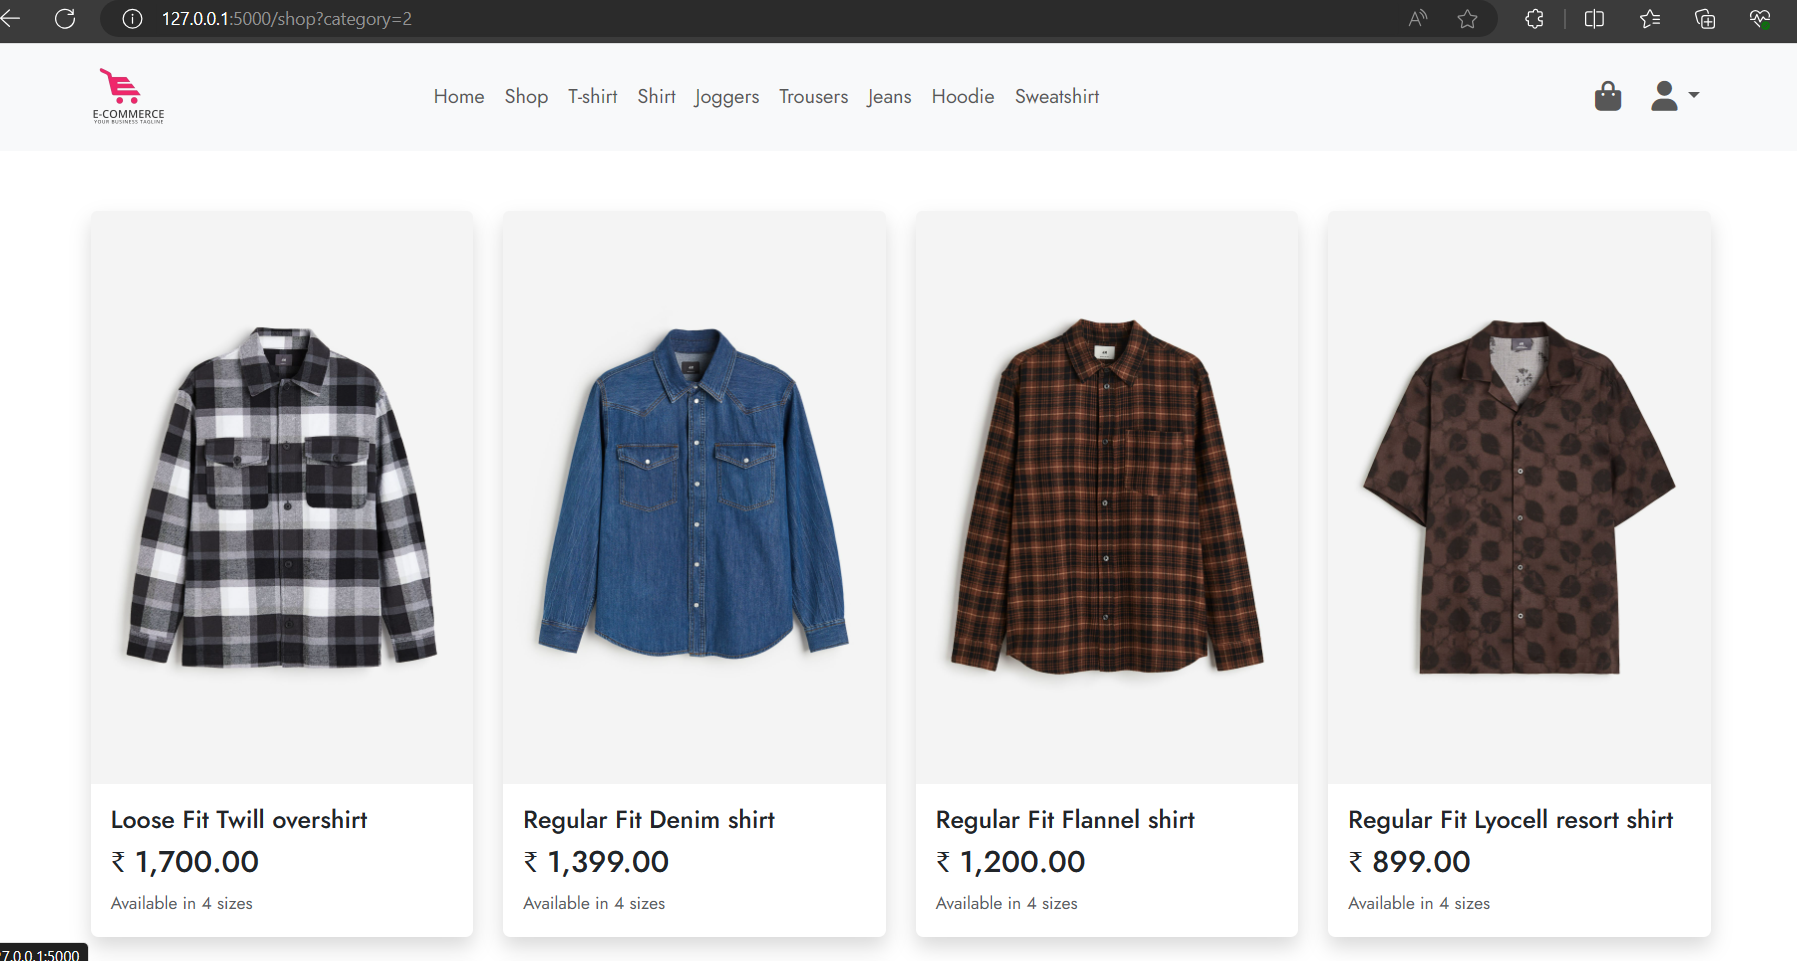 127.0.0.1:5000/shop?category=2
E-COMMERCE
YOUR BUSINESS TAGLINE
Home Shop T-shirt Shirt Joggers Trousers Jeans Hoodie Sweatshirt
Loose Fit Twill overshirt
₹ 1,700.00
Available in 4 sizes
Regular Fit Denim shirt
₹ 1,399.00
Available in 4 sizes
Regular Fit Flannel shirt
₹ 1,200.00
Available in 4 sizes
Regular Fit Lyocell resort shirt
₹ 899.00
Available in 4 sizes
7.0.0.1:5000